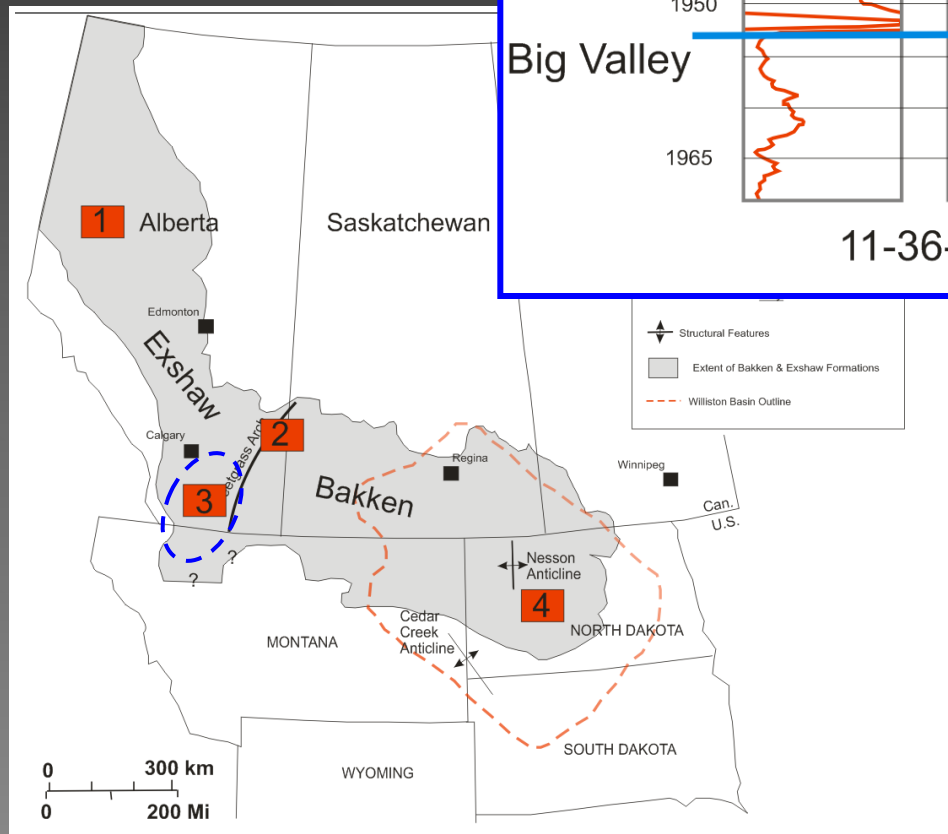 1950
Big Valley
1965
11-36-
Structural Features
Extent of Bakken & Exshaw Formations
Williston Basin Outline
1
Alberta
Saskatchewan
Edmonton
Exshaw
Calgary
etgrass Arc
2
3
Bakken
Regina
Winnipeg
Can.
U.S.
?
?
Nesson
Anticline
4
Cedar
Creek
Anticline
NORTH DAKOTA
MONTANA
SOUTH DAKOTA
WYOMING
0 300 km
0 200 Mi